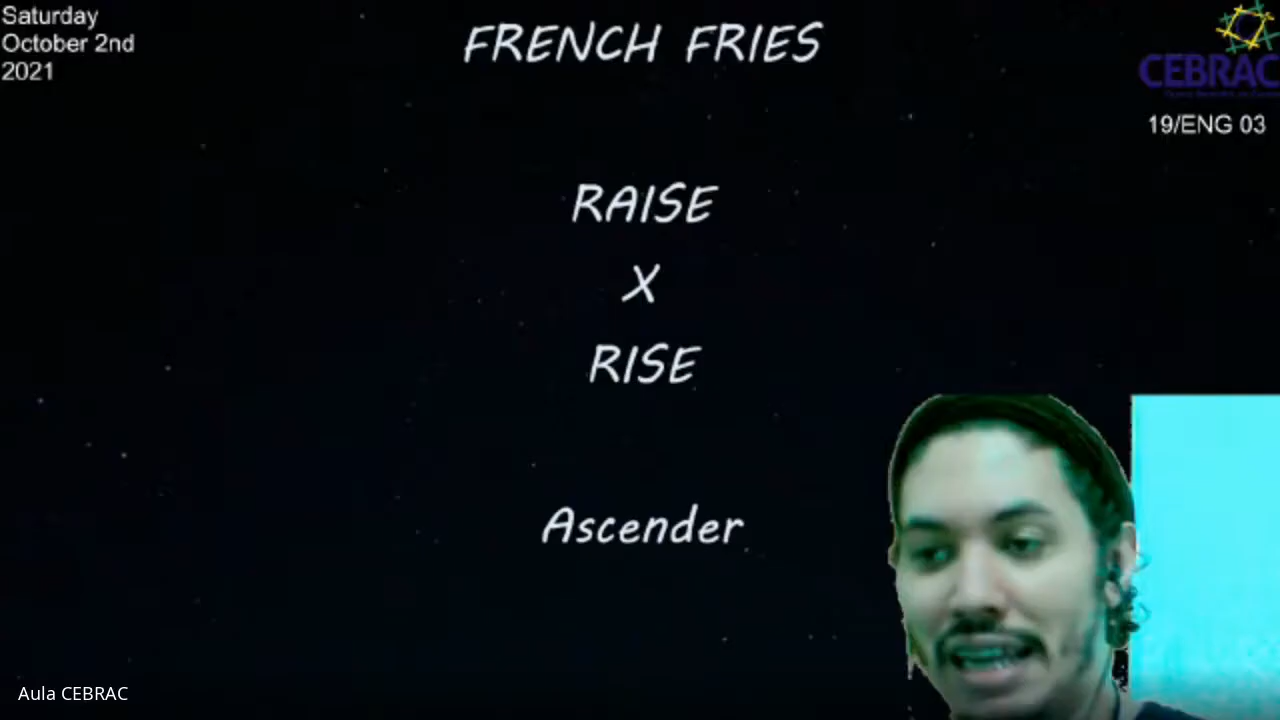 Saturday
October 2nd
2021
FRENCH FRIES
CEBRAC
19/ENG 03
RAISE
X
RISE
Ascender
Aula CEBRAC